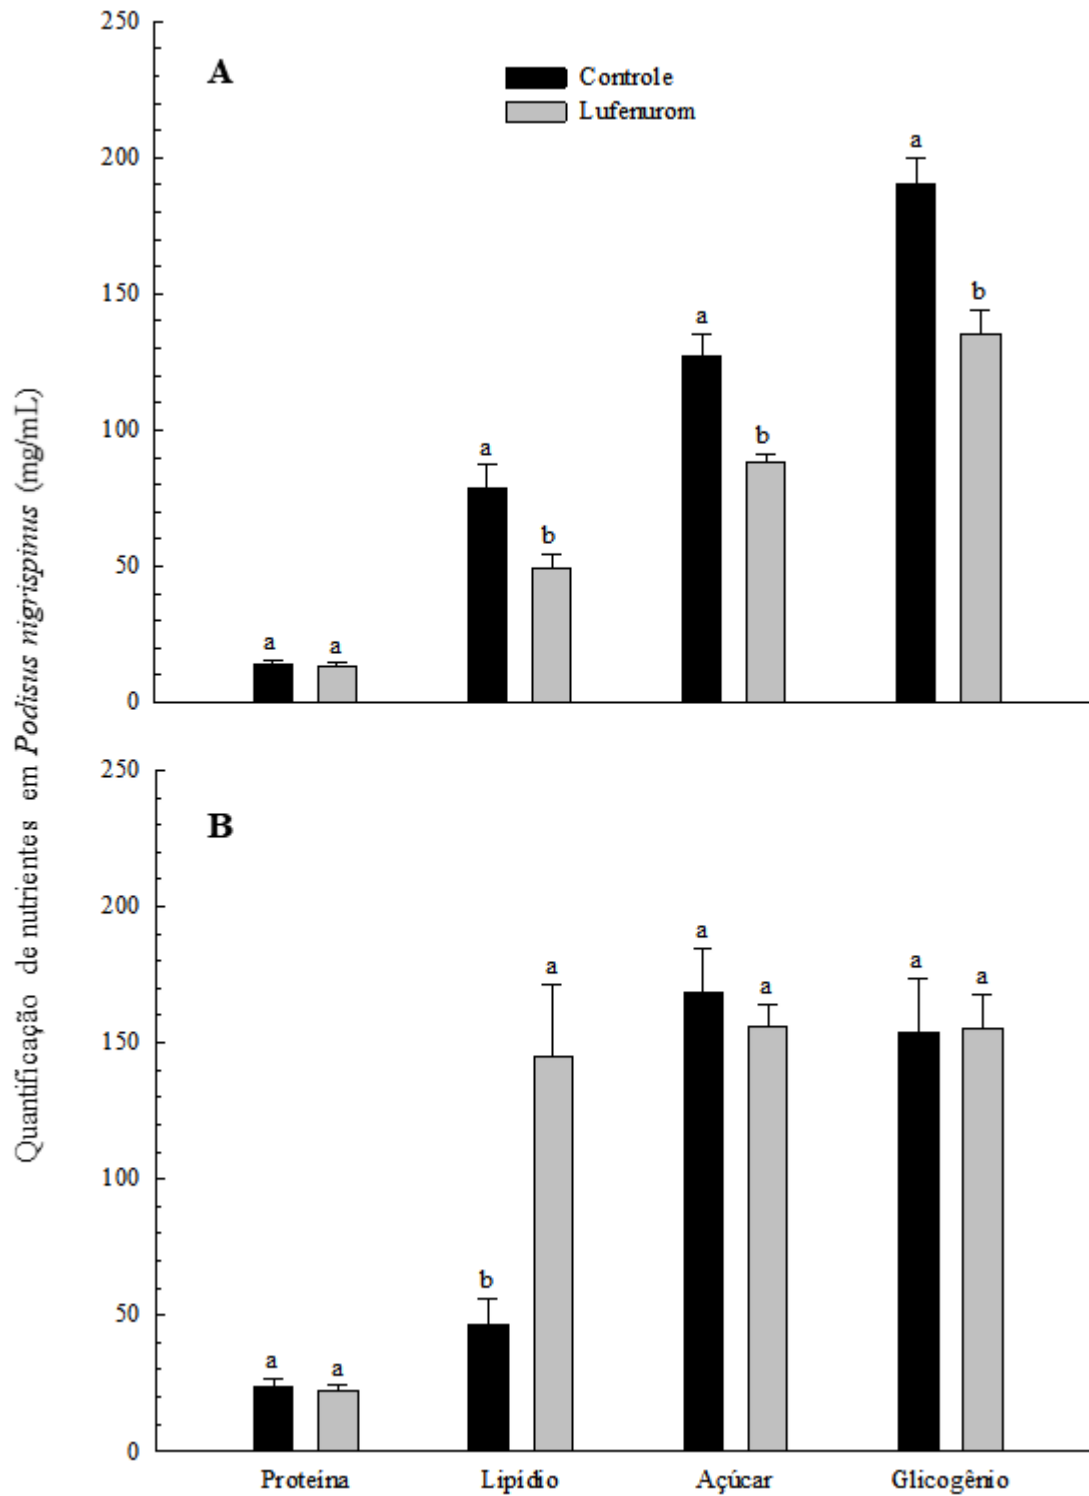 Quantificação de nutrientes em Podisus nigrispinus (mg/mL)
250
A
Controle
Lufenurom
200
a
150
b
a
100
b
a
50
b
a a
0
250
B
200
a
a
a a
a
150
100
50
b
a a
0
Proteína Lipídio Açúcar Glicogênio